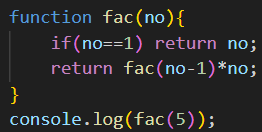 function fac(no){
    if(no==1) return no;
    return fac(no-1)*no;
}
console.log(fac(5));